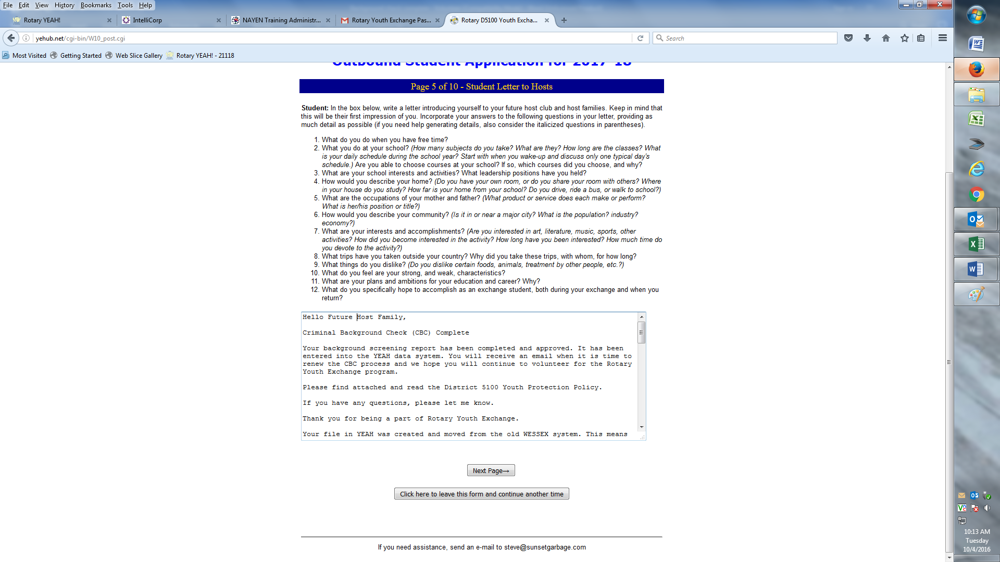 File Edit View History Bookmarks Tools Help
Rotary YEAH!
IntelliCorp
NAYEN Training Administr...
Rotary Youth Exchange Pas...
Rotary D5100 Youth Excha...
yehub.net/cgi-bin/W10_post.cgi
Search
Most Visited Getting Started Web Slice Gallery Rotary YEAH! - 21118
Outbound Student Application for 2017-18
Page 5 of 10 - Student Letter to Hosts
Student: In the box below, write a letter introducing yourself to your future host club and host families. Keep in mind that
this will be their first impression of you. Incorporate your answers to the following questions in your letter, providing as
much detail as possible (if you need help generating details, also consider the italicized questions in parentheses).
1. What do you do when you have free time?
2. What you do at your school? (How many subjects do you take? What are they? How long are the classes? What
is your daily schedule during the school year? Start with when you wake-up and discuss only one typical day's
schedule.) Are you able to choose courses at your school? If so, which courses did you choose, and why?
3. What are your school interests and activities? What leadership positions have you held?
4. How would you describe your home? (Do you have your own room, or do you share your room with others? Where
in your house do you study? How far is your home from your school? Do you drive, ride a bus, or walk to school?)
5. What are the occupations of your mother and father? (What product or service does each make or perform?
What is her/his position or title?)
6. How would you describe your community? (Is it in or near a major city? What is the population? industry?
economy?)
7. What are your interests and accomplishments? (Are you interested in art, literature, music, sports, other
activities? How did you become interested in the activity? How long have you been interested? How much time do
you devote to the activity?)
8. What trips have you taken outside your country? Why did you take these trips, with whom, for how long?
9. What things do you dislike? (Do you dislike certain foods, animals, treatment by other people, etc.?)
10. What do you feel are your strong, and weak, characteristics?
11. What are your plans and ambitions for your education and career? Why?
12. What do you specifically hope to accomplish as an exchange student, both during your exchange and when you
return?
Hello Future Host Family,
Criminal Background Check (CBC) Complete
Your background screening report has been completed and approved. It has been
entered into the YEAH data system. You will receive an email when it is time to
renew the CBC process and we hope you will continue to volunteer for the Rotary
Youth Exchange program.
Please find attached and read the District 5100 Youth Protection Policy.
If you have any questions, please let me know.
Thank you for being a part of Rotary Youth Exchange.
Your file in YEAH was created and moved from the old WESSEX system. This means
Next Page→
Click here to leave this form and continue another time
If you need assistance, send an e-mail to steve@sunsetgarbage.com
10:13 AM
Tuesday
10/4/2016